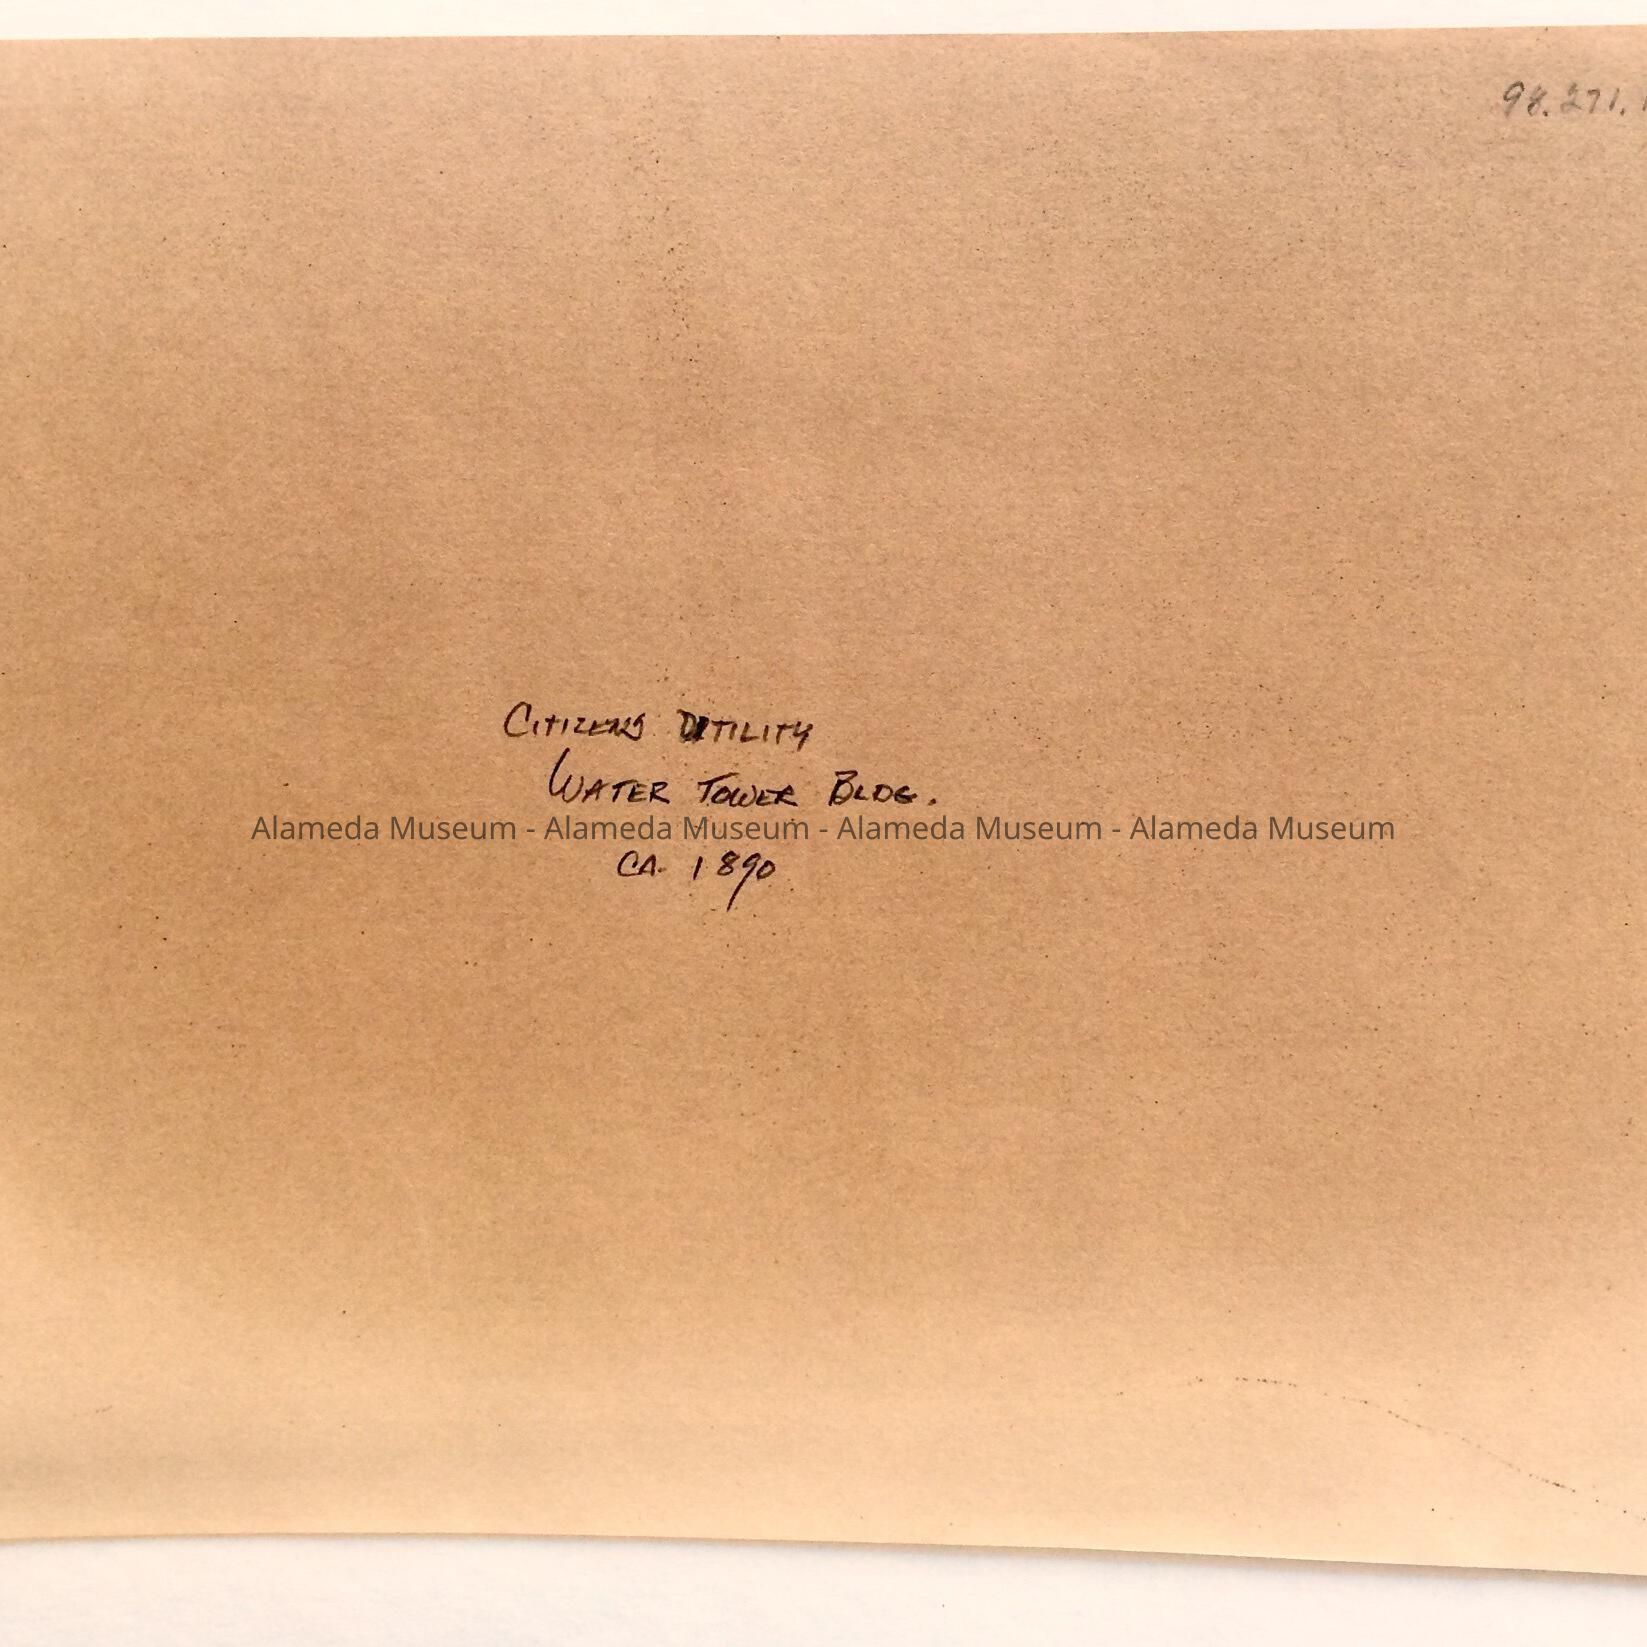 98.271.
Citizens Utility
Water Tower Bldg.
Alameda Museum - Alameda Museum - Alameda Museum - Alameda Museum
ca. 1890